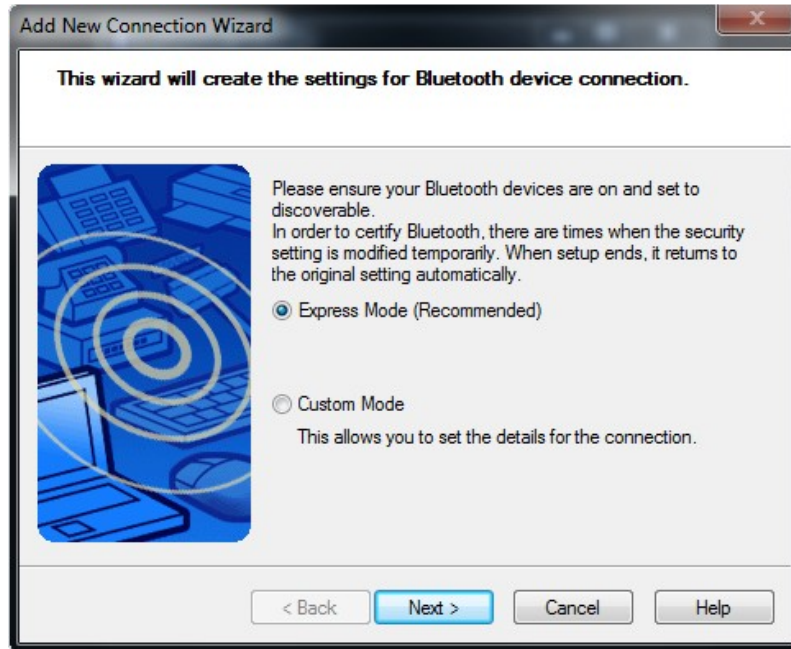 Add New Connection Wizard
This wizard will create the settings for Bluetooth device connection.
Please ensure your Bluetooth devices are on and set to
discoverable.
In order to certify Bluetooth, there are times when the security
setting is modified temporarily. When setup ends, it returns to
the original setting automatically.
Express Mode (Recommended)
Custom Mode
This allows you to set the details for the connection.
< Back Next > Cancel Help